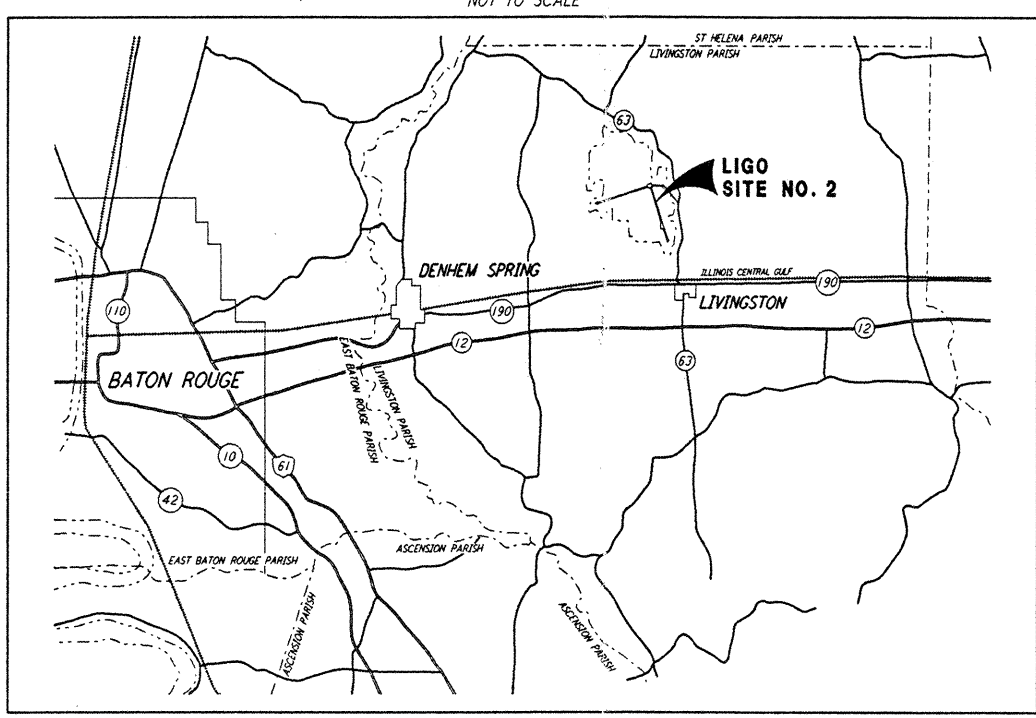 NOT TO SCALE
ST HELENA PARISH
LIVINGSTON PARISH
63
LIGO
SITE NO. 2
DENHEM SPRING
ILLINOIS CENTRAL GULF
190
LIVINGSTON
110
190
12
12
63
BATON ROUGE
EAST BATON ROUGE PARISH
LIVINGSTON PARISH
10
61
42
ASCENSION PARISH
EAST BATON ROUGE PARISH
ASCENSION PARISH
ASCENSION PARISH